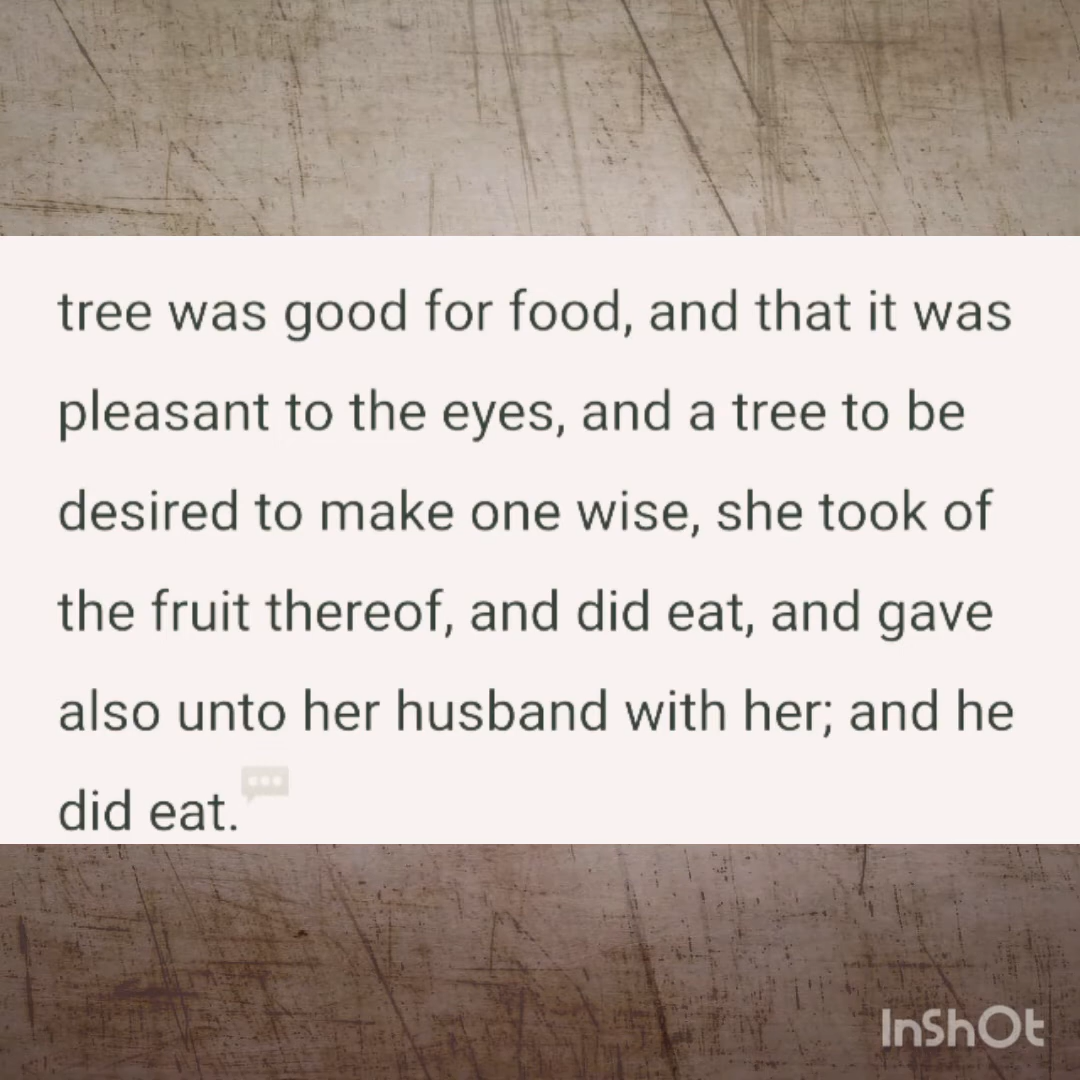 tree was good for food, and that it was
pleasant to the eyes, and a tree to be
desired to make one wise, she took of
the fruit thereof, and did eat, and gave
also unto her husband with her; and he
did eat.
InShOt